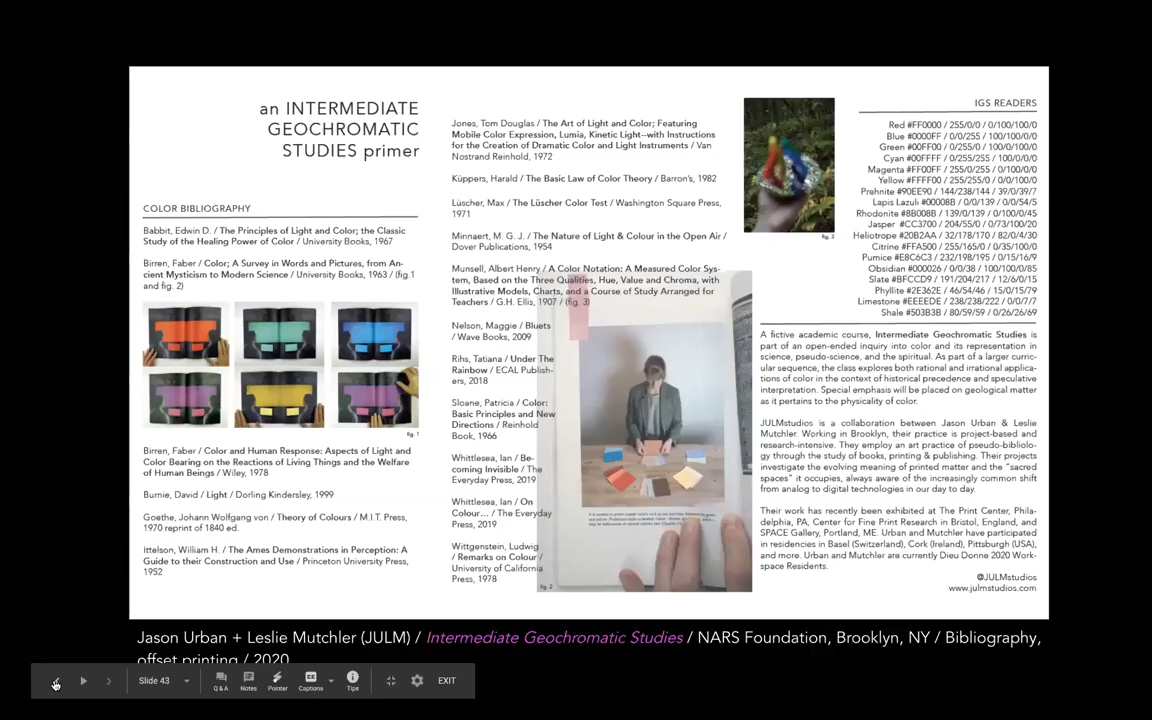 an INTERMEDIATE
GEOCHROMATIC
STUDIES primer
COLOR BIBLIOGRAPHY
Babbit, Edwin D. / The Principles of Light and Color; the Classic
Study of the Healing Power of Color / University Books, 1967
Birren, Faber / Color; A Survey in Words and Pictures, from An-
cient Mysticism to Modern Science / University Books, 1963 / (fig.1
and fig. 2)
fig. 1
Birren, Faber / Color and Human Response: Aspects of Light and
Color Bearing on the Reactions of Living Things and the Welfare
of Human Beings / Wiley, 1978
Burnie, David / Light / Dorling Kindersley, 1999
Goethe, Johann Wolfgang von / Theory of Colours / M.I.T. Press,
1970 reprint of 1840 ed.
Ittelson, William H. / The Ames Demonstrations in Perception: A
Guide to their Construction and Use / Princeton University Press,
1952
Jones, Tom Douglas / The Art of Light and Color; Featuring
Mobile Color Expression, Lumia, Kinetic Light--with Instructions
for the Creation of Dramatic Color and Light Instruments / Van
Nostrand Reinhold, 1972
Küppers, Harald / The Basic Law of Color Theory / Barron's, 1982
Lüscher, Max / The Lüscher Color Test / Washington Square Press,
1971
Minnaert, M. G. J. / The Nature of Light & Colour in the Open Air /
Dover Publications, 1954
Munsell, Albert Henry / A Color Notation: A Measured Color Sys-
tem, Based on the Three Qualities, Hue, Value and Chroma, with
Illustrative Models, Charts, and a Course of Study Arranged for
Teachers / G.H. Ellis, 1907 / (fig. 3)
Nelson, Maggie / Bluets
/ Wave Books, 2009
Rihs, Tatiana / Under The
Rainbow / ECAL Publish-
ers, 2018
Sloane, Patricia / Color:
Basic Principles and New
Directions / Reinhold
Book, 1966
Whittlesea, Ian / Be-
coming Invisible / The
Everyday Press, 2019
Whittlesea, Ian / On
Colour... / The Everyday
Press, 2019
Wittgenstein, Ludwig
/ Remarks on Colour /
University of California
Press, 1978
fig. 2
fig. 3
IGS READERS
Red #FF0000 / 255/0/0 / 0/100/100/0
Blue #0000FF / 0/0/255 / 100/100/0/0
Green #00FF00 / 0/255/0 / 100/0/100/0
Cyan #00FFFF / 0/255/255 / 100/0/0/0
Magenta #FF00FF / 255/0/255 / 0/100/0/0
Yellow #FFFF00 / 255/255/0 / 0/0/100/0
Prehnite #90EE90 / 144/238/144 / 39/0/39/7
Lapis Lazuli #00008B / 0/0/139 / 0/0/54/5
Rhodonite #8B008B / 139/0/139 / 0/100/0/45
Jasper #CC3700 / 204/55/0 / 0/73/100/20
Heliotrope #20B2AA / 32/178/170 / 82/0/4/30
Citrine #FFA500 / 255/165/0 / 0/35/100/0
Pumice #E8C6C3 / 232/198/195 / 0/15/16/9
Obsidian #000026 / 0/0/38 / 100/100/0/85
Slate #BFCCD9 / 191/204/217 / 12/6/0/15
Phyllite #2E362E / 46/54/46 / 15/0/15/79
Limestone #EEEEDE / 238/238/222 / 0/0/7/7
Shale #503B3B / 80/59/59 / 0/26/26/69
A fictive academic course, Intermediate Geochromatic Studies is
part of an open-ended inquiry into color and its representation in
science, pseudo-science, and the spiritual. As part of a larger curric-
ular sequence, the class explores both rational and irrational applica-
tions of color in the context of historical precedence and speculative
interpretation. Special emphasis will be placed on geological matter
as it pertains to the physicality of color.
JULMstudios is a collaboration between Jason Urban & Leslie
Mutchler. Working in Brooklyn, their practice is project-based and
research-intensive. They employ an art practice of pseudo-bibliolo-
gy through the study of books, printing & publishing. Their projects
investigate the evolving meaning of printed matter and the "sacred
spaces" it occupies, always aware of the increasingly common shift
from analog to digital technologies in our day to day.
Their work has recently been exhibited at The Print Center, Phila-
delphia, PA, Center for Fine Print Research in Bristol, England, and
SPACE Gallery, Portland, ME. Urban and Mutchler have participated
in residencies in Basel (Switzerland), Cork (Ireland), Pittsburgh (USA),
and more. Urban and Mutchler are currently Dieu Donne 2020 Work-
space Residents.
@JULMstudios
www.julmstudios.com
Jason Urban + Leslie Mutchler (JULM) / Intermediate Geochromatic Studies / NARS Foundation, Brooklyn, NY / Bibliography,
offset printing / 2020
Slide 43
Q & A
Notes
Pointer
Captions
Tips
EXIT